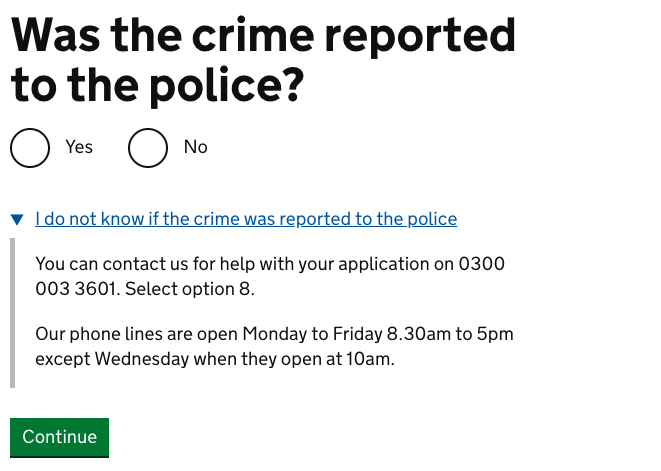 Was the crime reported
to the police?
Yes No
I do not know if the crime was reported to the police
You can contact us for help with your application on 0300
003 3601. Select option 8.
Our phone lines are open Monday to Friday 8.30am to 5pm
except Wednesday when they open at 10am.
Continue